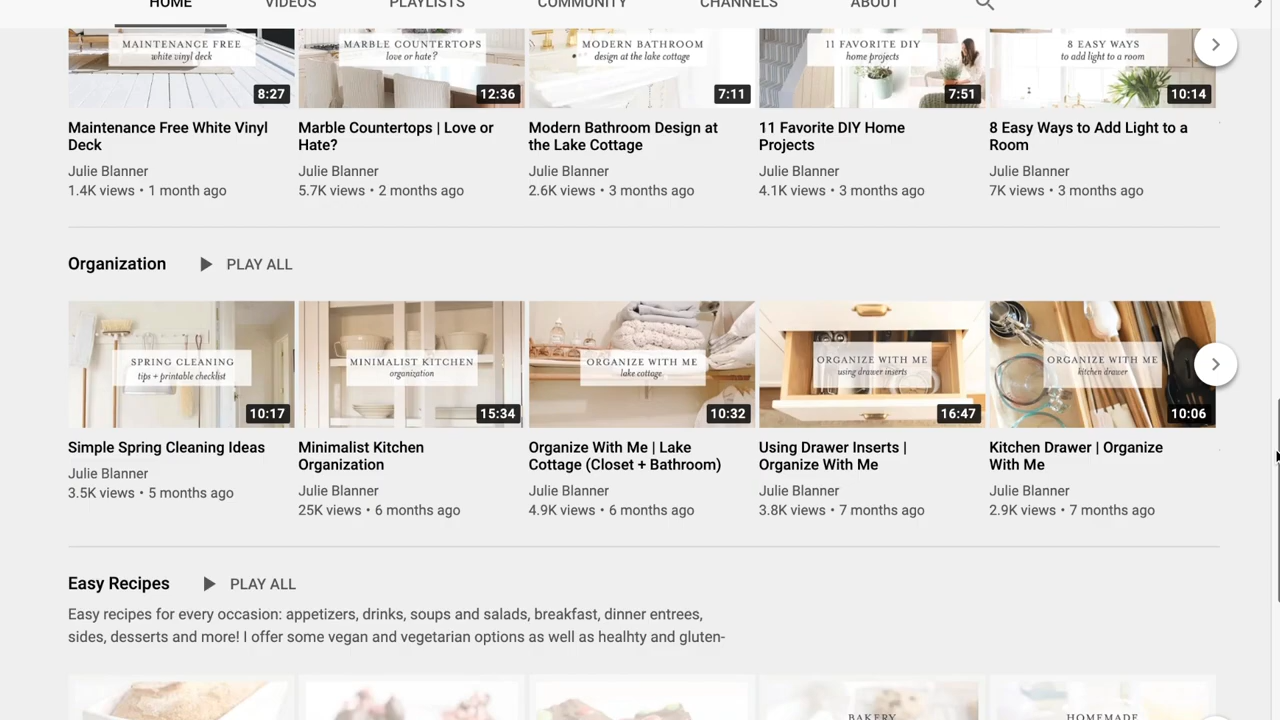 HOME VIDEOS PLAYLISTS COMMUNITY CHANNELS ABOUT
MAINTENANCE FREE
white vinyl deck
8:27
MARBLE COUNTERTOPS
love or hate?
12:36
MODERN BATHROOM
design at the lake cottage
7:11
11 FAVORITE DIY
home projects
7:51
8 EASY WAYS
to add light to a room
10:14
Maintenance Free White Vinyl
Deck
Julie Blanner
1.4K views • 1 month ago
Marble Countertops | Love or
Hate?
Julie Blanner
5.7K views • 2 months ago
Modern Bathroom Design at
the Lake Cottage
Julie Blanner
2.6K views • 3 months ago
11 Favorite DIY Home
Projects
Julie Blanner
4.1K views • 3 months ago
8 Easy Ways to Add Light to a
Room
Julie Blanner
7K views • 3 months ago
Organization PLAY ALL
SPRING CLEANING
tips + printable checklist
10:17
MINIMALIST KITCHEN
organization
15:34
ORGANIZE WITH ME
lake cottage
10:32
ORGANIZE WITH ME
using drawer inserts
16:47
ORGANIZE WITH ME
kitchen drawer
10:06
Simple Spring Cleaning Ideas
Julie Blanner
3.5K views • 5 months ago
Minimalist Kitchen
Organization
Julie Blanner
25K views • 6 months ago
Organize With Me | Lake
Cottage (Closet + Bathroom)
Julie Blanner
4.9K views • 6 months ago
Using Drawer Inserts |
Organize With Me
Julie Blanner
3.8K views • 7 months ago
Kitchen Drawer | Organize
With Me
Julie Blanner
2.9K views • 7 months ago
Easy Recipes PLAY ALL
Easy recipes for every occasion: appetizers, drinks, soups and salads, breakfast, dinner entrees,
sides, desserts and more! I offer some vegan and vegetarian options as well as healhty and gluten-
BAKERY
HOMEMADE